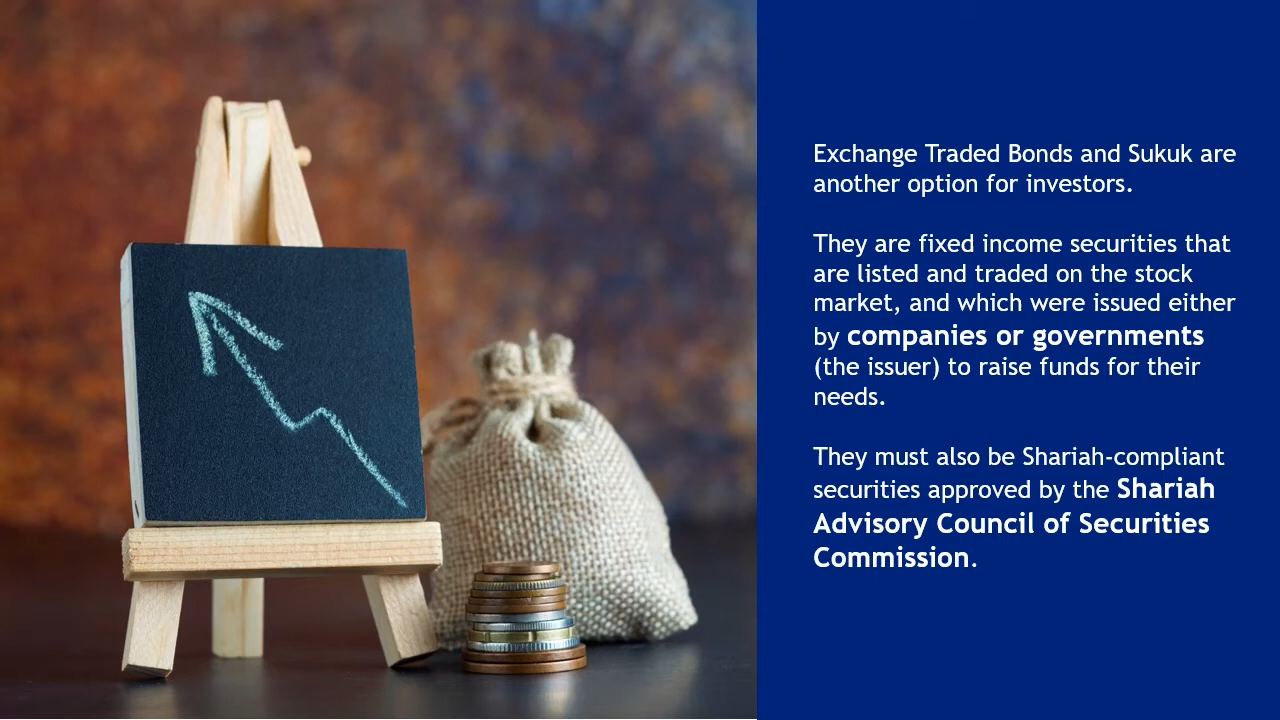 Exchange Traded Bonds and Sukuk are
another option for investors.
They are fixed income securities that
are listed and traded on the stock
market, and which were issued either
by companies or governments
(the issuer) to raise funds for their
needs.
They must also be Shariah-compliant
securities approved by the Shariah
Advisory Council of Securities
Commission.